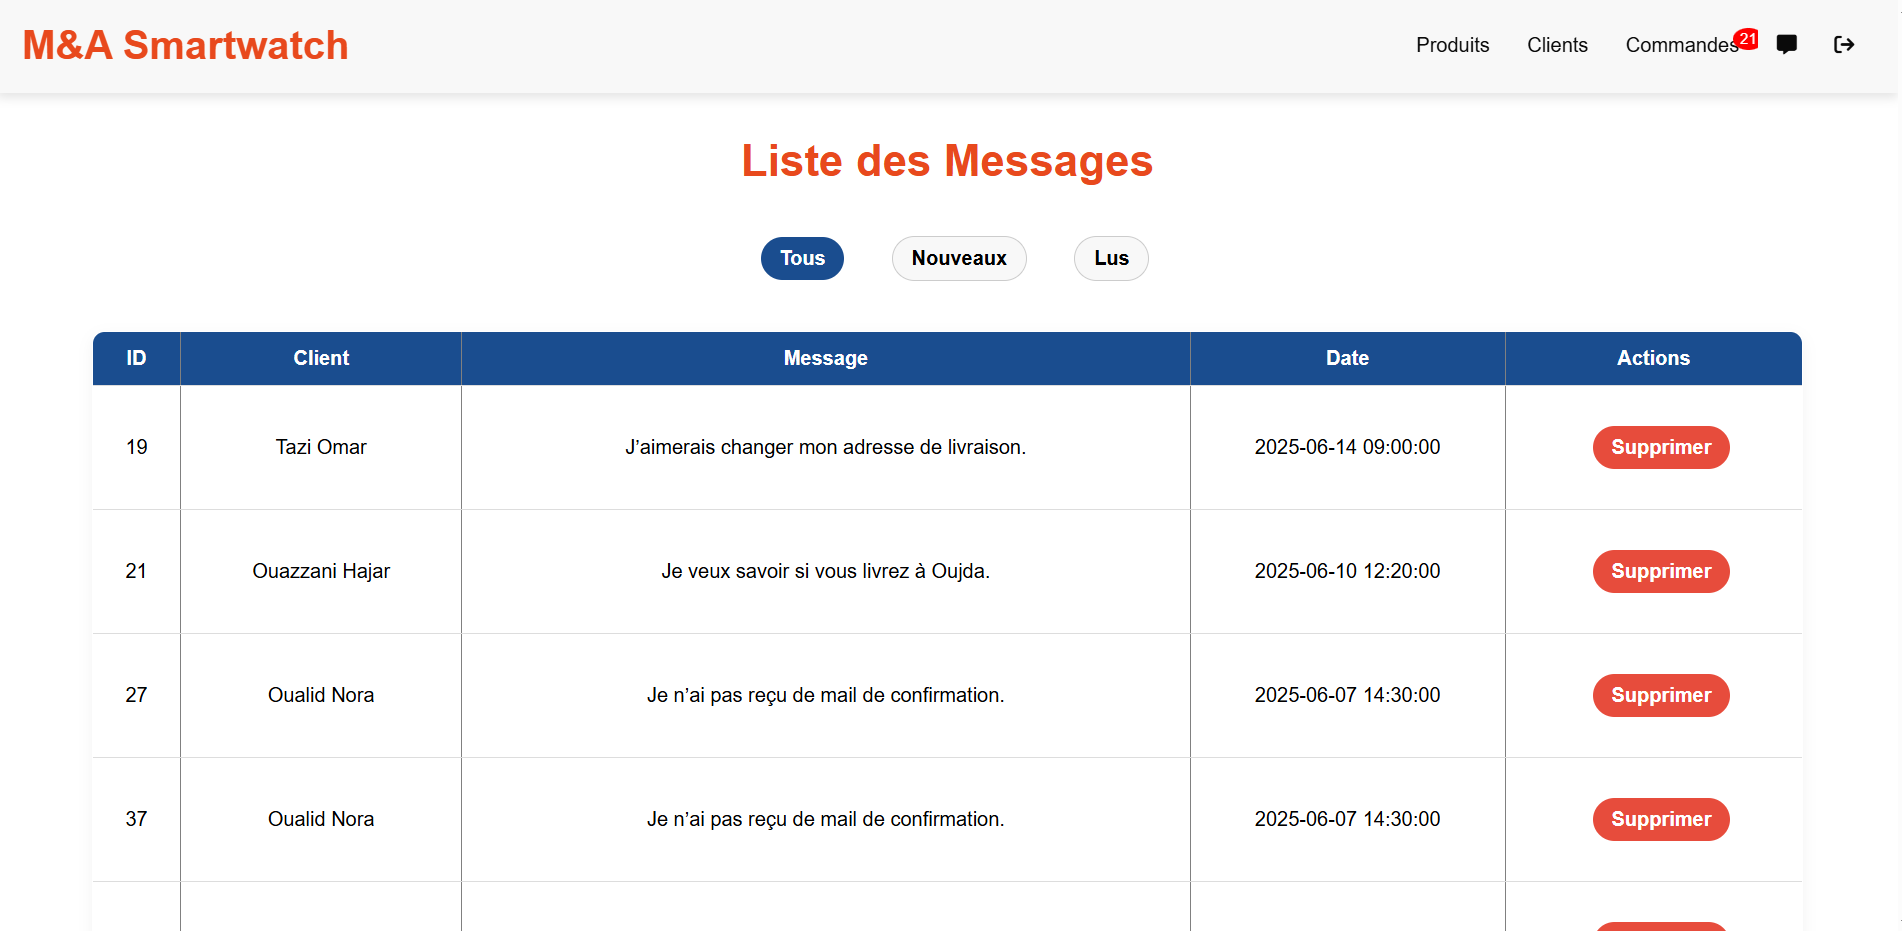 M&A Smartwatch
Produits Clients Commandes 21
Liste des Messages
Tous Nouveaux Lus
ID Client Message Date Actions
19 Tazi Omar J’aimerais changer mon adresse de livraison. 2025-06-14 09:00:00 Supprimer
21 Ouazzani Hajar Je veux savoir si vous livrez à Oujda. 2025-06-10 12:20:00 Supprimer
27 Oualid Nora Je n’ai pas reçu de mail de confirmation. 2025-06-07 14:30:00 Supprimer
37 Oualid Nora Je n’ai pas reçu de mail de confirmation. 2025-06-07 14:30:00 Supprimer